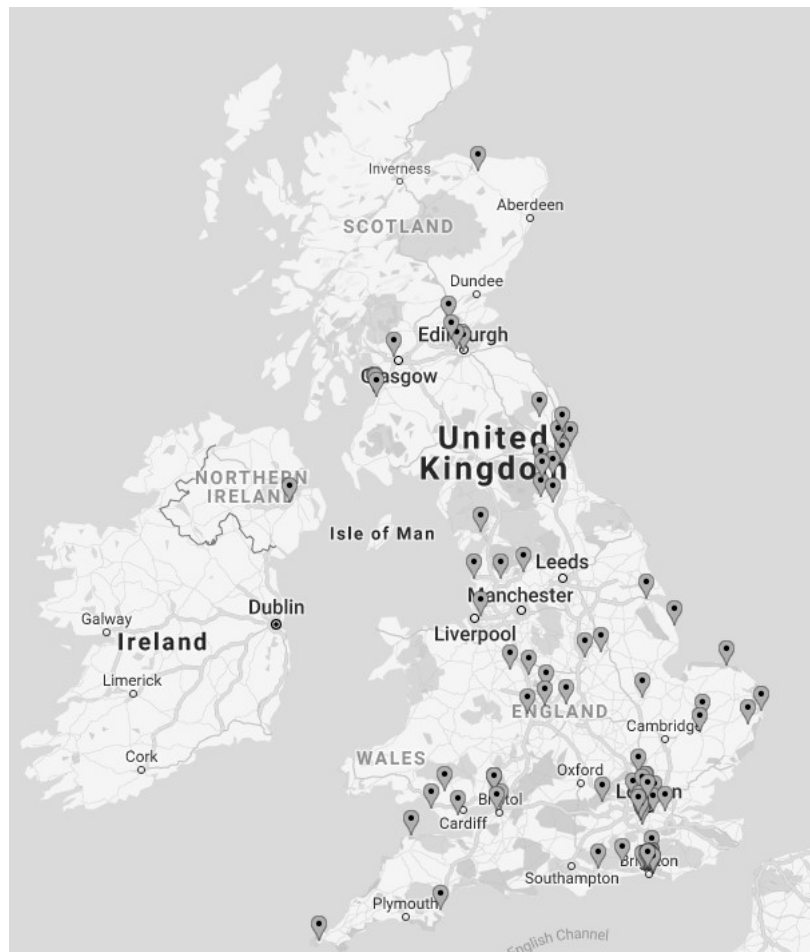 Inverness
Aberdeen
SCOTLAND
Dundee
Edinburgh
Glasgow
United
Kingdom
NORTHERN
IRELAND
Isle of Man
Leeds
Manchester
Dublin
Galway
Liverpool
Ireland
Limerick
ENGLAND
Cambridge
Cork
WALES
Oxford
London
Bristol
Cardiff
Brighton
Southampton
Plymouth
English Channel